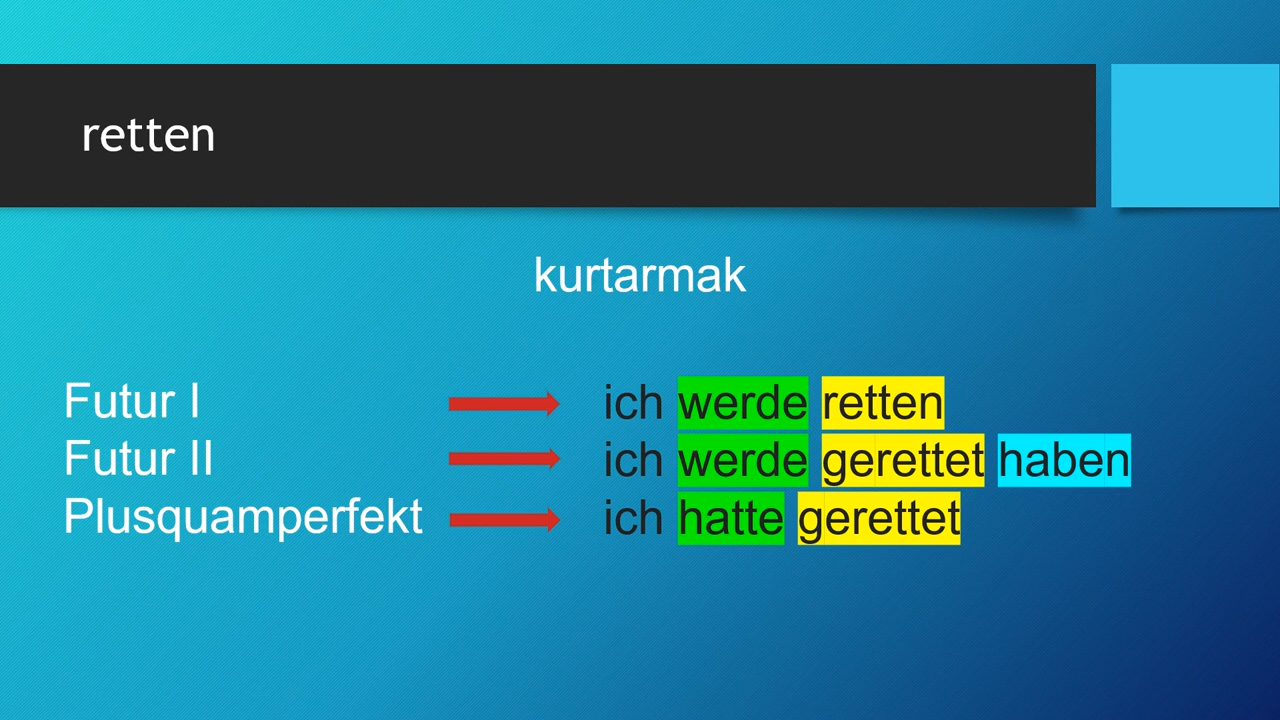 retten
kurtarmak
Futur I ich werde retten
Futur II ich werde gerettet haben
Plusquamperfekt ich hatte gerettet